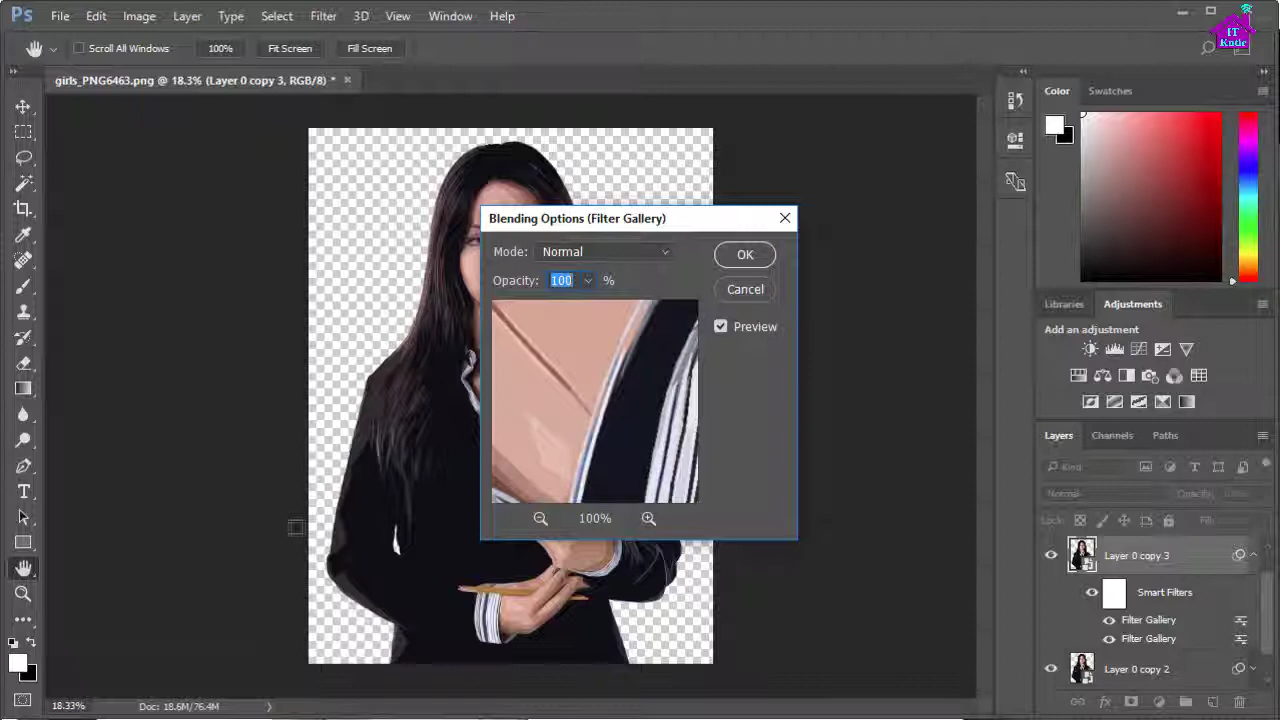 Ps File Edit Image Layer Type Select Filter 3D View Window Help
IT
Scroll All Windows 100% Fit Screen Fill Screen
girls_PNG6463.png @ 18.3% (Layer 0 copy 3, RGB/8) * ×
Color Swatches
Blending Options (Filter Gallery)
Mode: Normal
OK
Opacity: 100 %
Cancel
Preview
100%
Libraries Adjustments
Add an adjustment
Layers Channels Paths
Kind
Normal Opacity:
Lock: Fill:
Layer 0 copy 3
Smart Filters
Filter Gallery
Filter Gallery
Layer 0 copy 2
18.33% Doc: 18.6M/76.4M